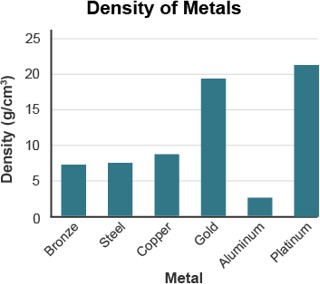 Density of Metals
Density (g/cm³)
25
20
15
10
5
0
Bronze
Steel
Copper
Gold
Aluminum
Platinum
Metal